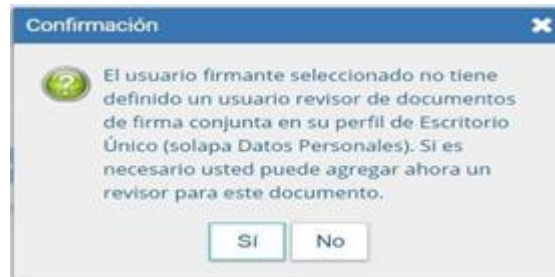 Confirmación
El usuario firmante seleccionado no tiene
definido un usuario revisor de documentos
de firma conjunta en su perfil de Escritorio
Único (solapa Datos Personales). Si es
necesario usted puede agregar ahora un
revisor para este documento.
Sí
No